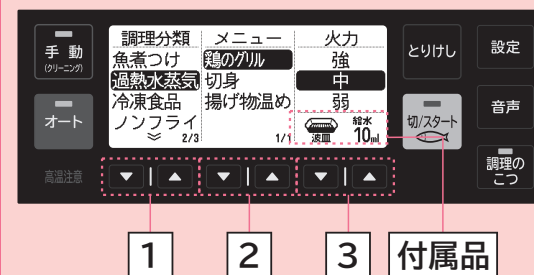 手 動
(クリーニング)
オート
高温注意
調理分類
魚煮つけ
過熱水蒸気
冷凍食品
ノンフライ
2/3
メニュー
鶏のグリル
切身
揚げ物温め
1/1
火力
強
中
弱
波皿
給水
10ml
とりけし
切/スタート
設定
音声
調理の
こつ
1
2
3
付属品